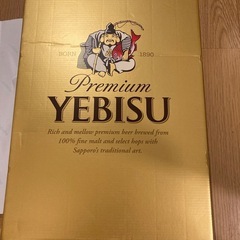 BORN 1890
Premium
YEBISU
Rich and mellow premium beer brewed from
100% fine malt and select hops with
Sapporo's traditional art.